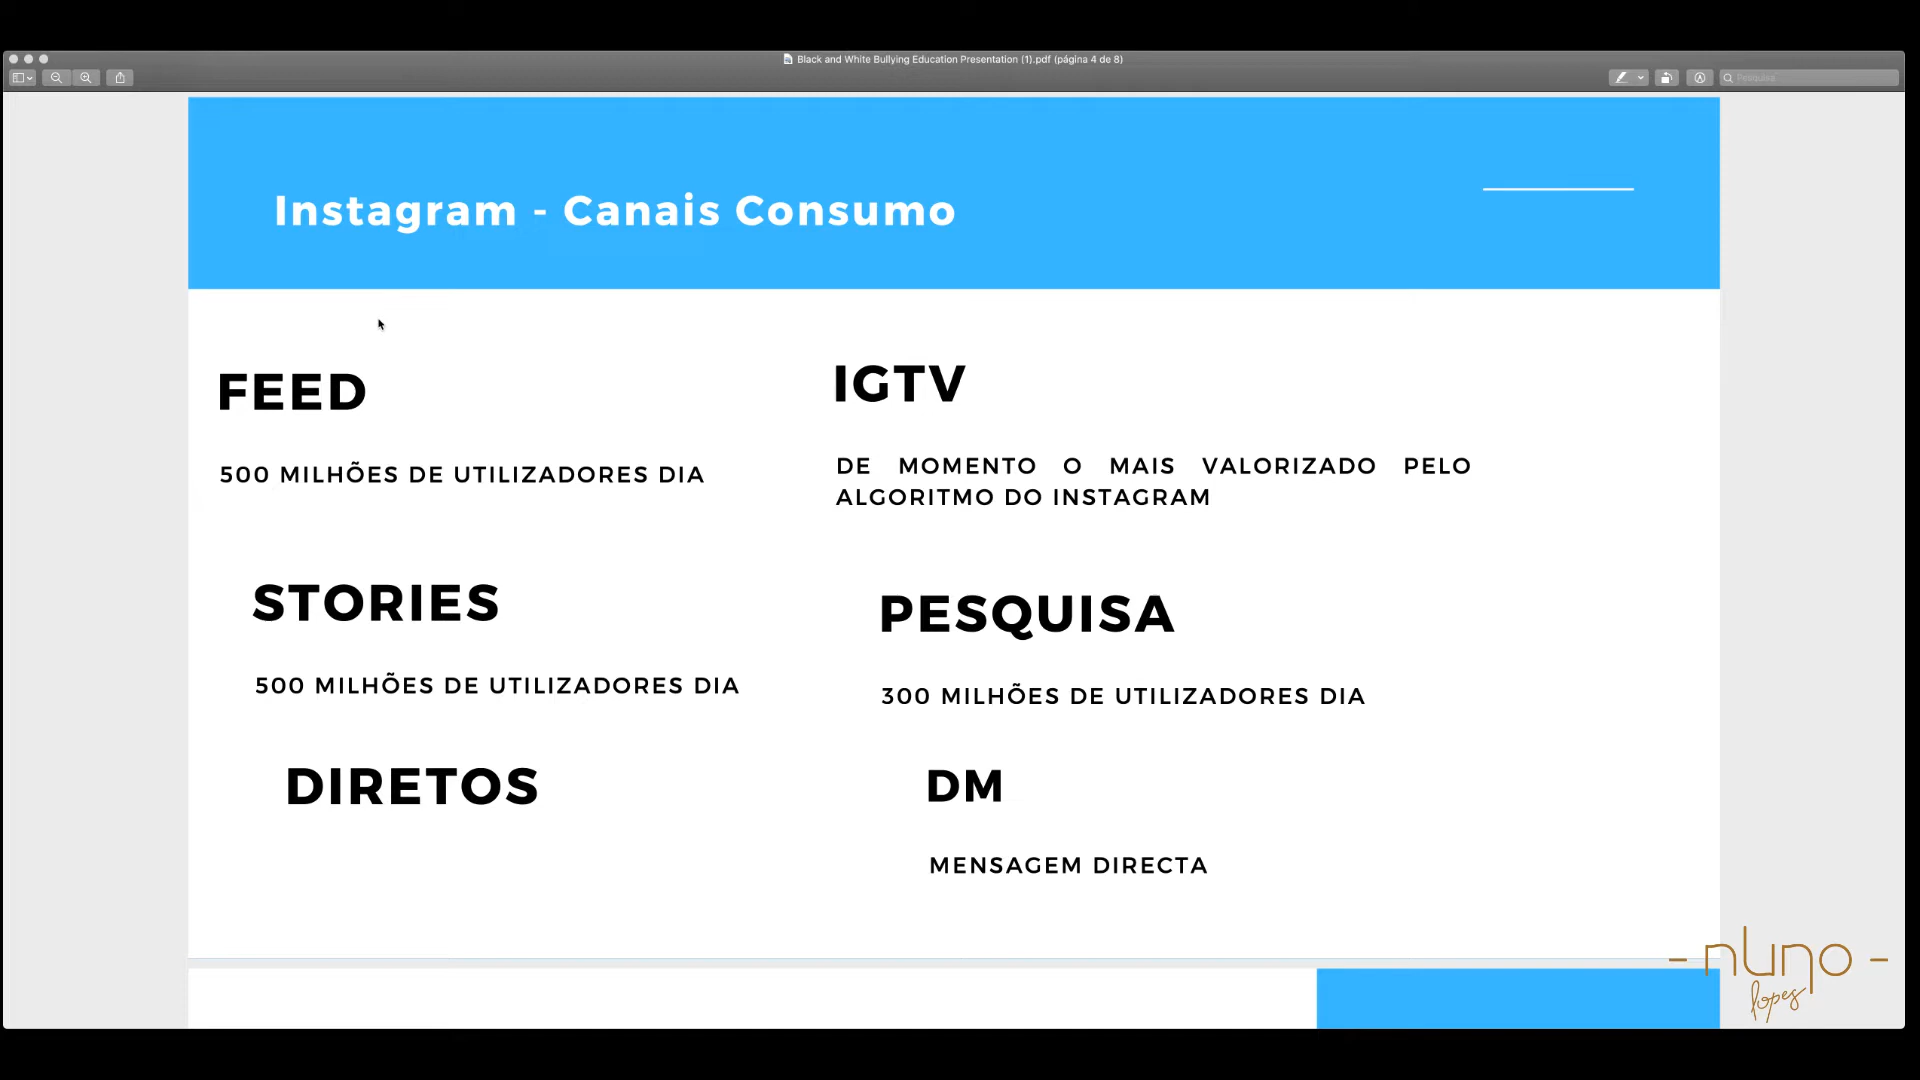 Black and White Bullying Education Presentation (1).pdf (página 4 de 8)
Pesquisa
Instagram - Canais Consumo
FEED
500 MILHÕES DE UTILIZADORES DIA
IGTV
DE MOMENTO O MAIS VALORIZADO PELO
ALGORITMO DO INSTAGRAM
STORIES
500 MILHÕES DE UTILIZADORES DIA
PESQUISA
300 MILHÕES DE UTILIZADORES DIA
DIRETOS
DM
MENSAGEM DIRECTA
- nuno -
lopes